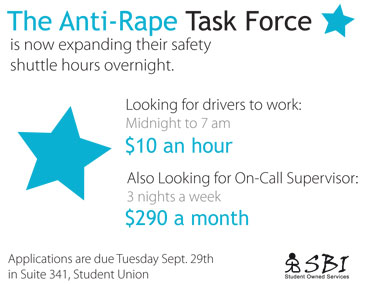 The Anti-Rape Task Force
is now expanding their safety
shuttle hours overnight.
Looking for drivers to work:
Midnight to 7 am
$10 an hour
Also Looking for On-Call Supervisor:
3 nights a week
$290 a month
Applications are due Tuesday Sept. 29th
in Suite 341, Student Union
SBI
Student Owned Services